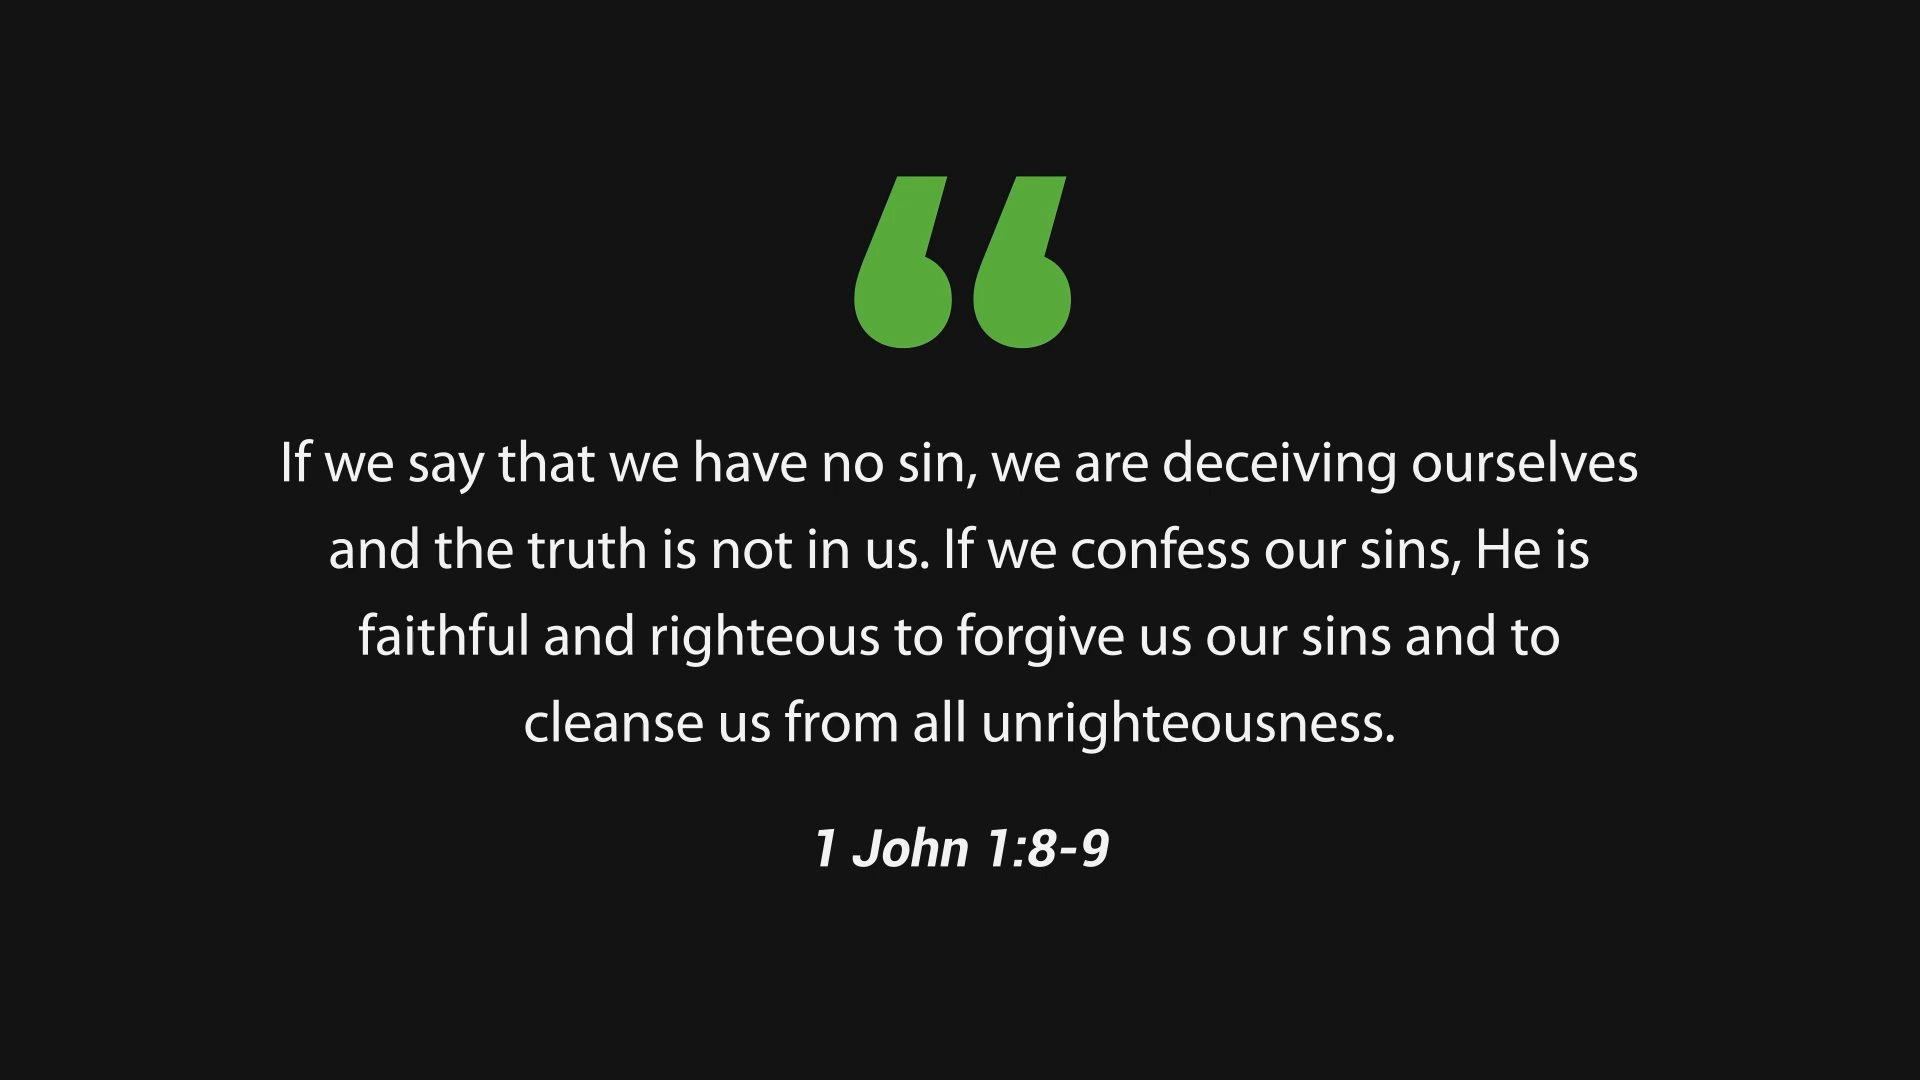 “
If we say that we have no sin, we are deceiving ourselves
and the truth is not in us. If we confess our sins, He is
faithful and righteous to forgive us our sins and to
cleanse us from all unrighteousness.
1 John 1:8-9